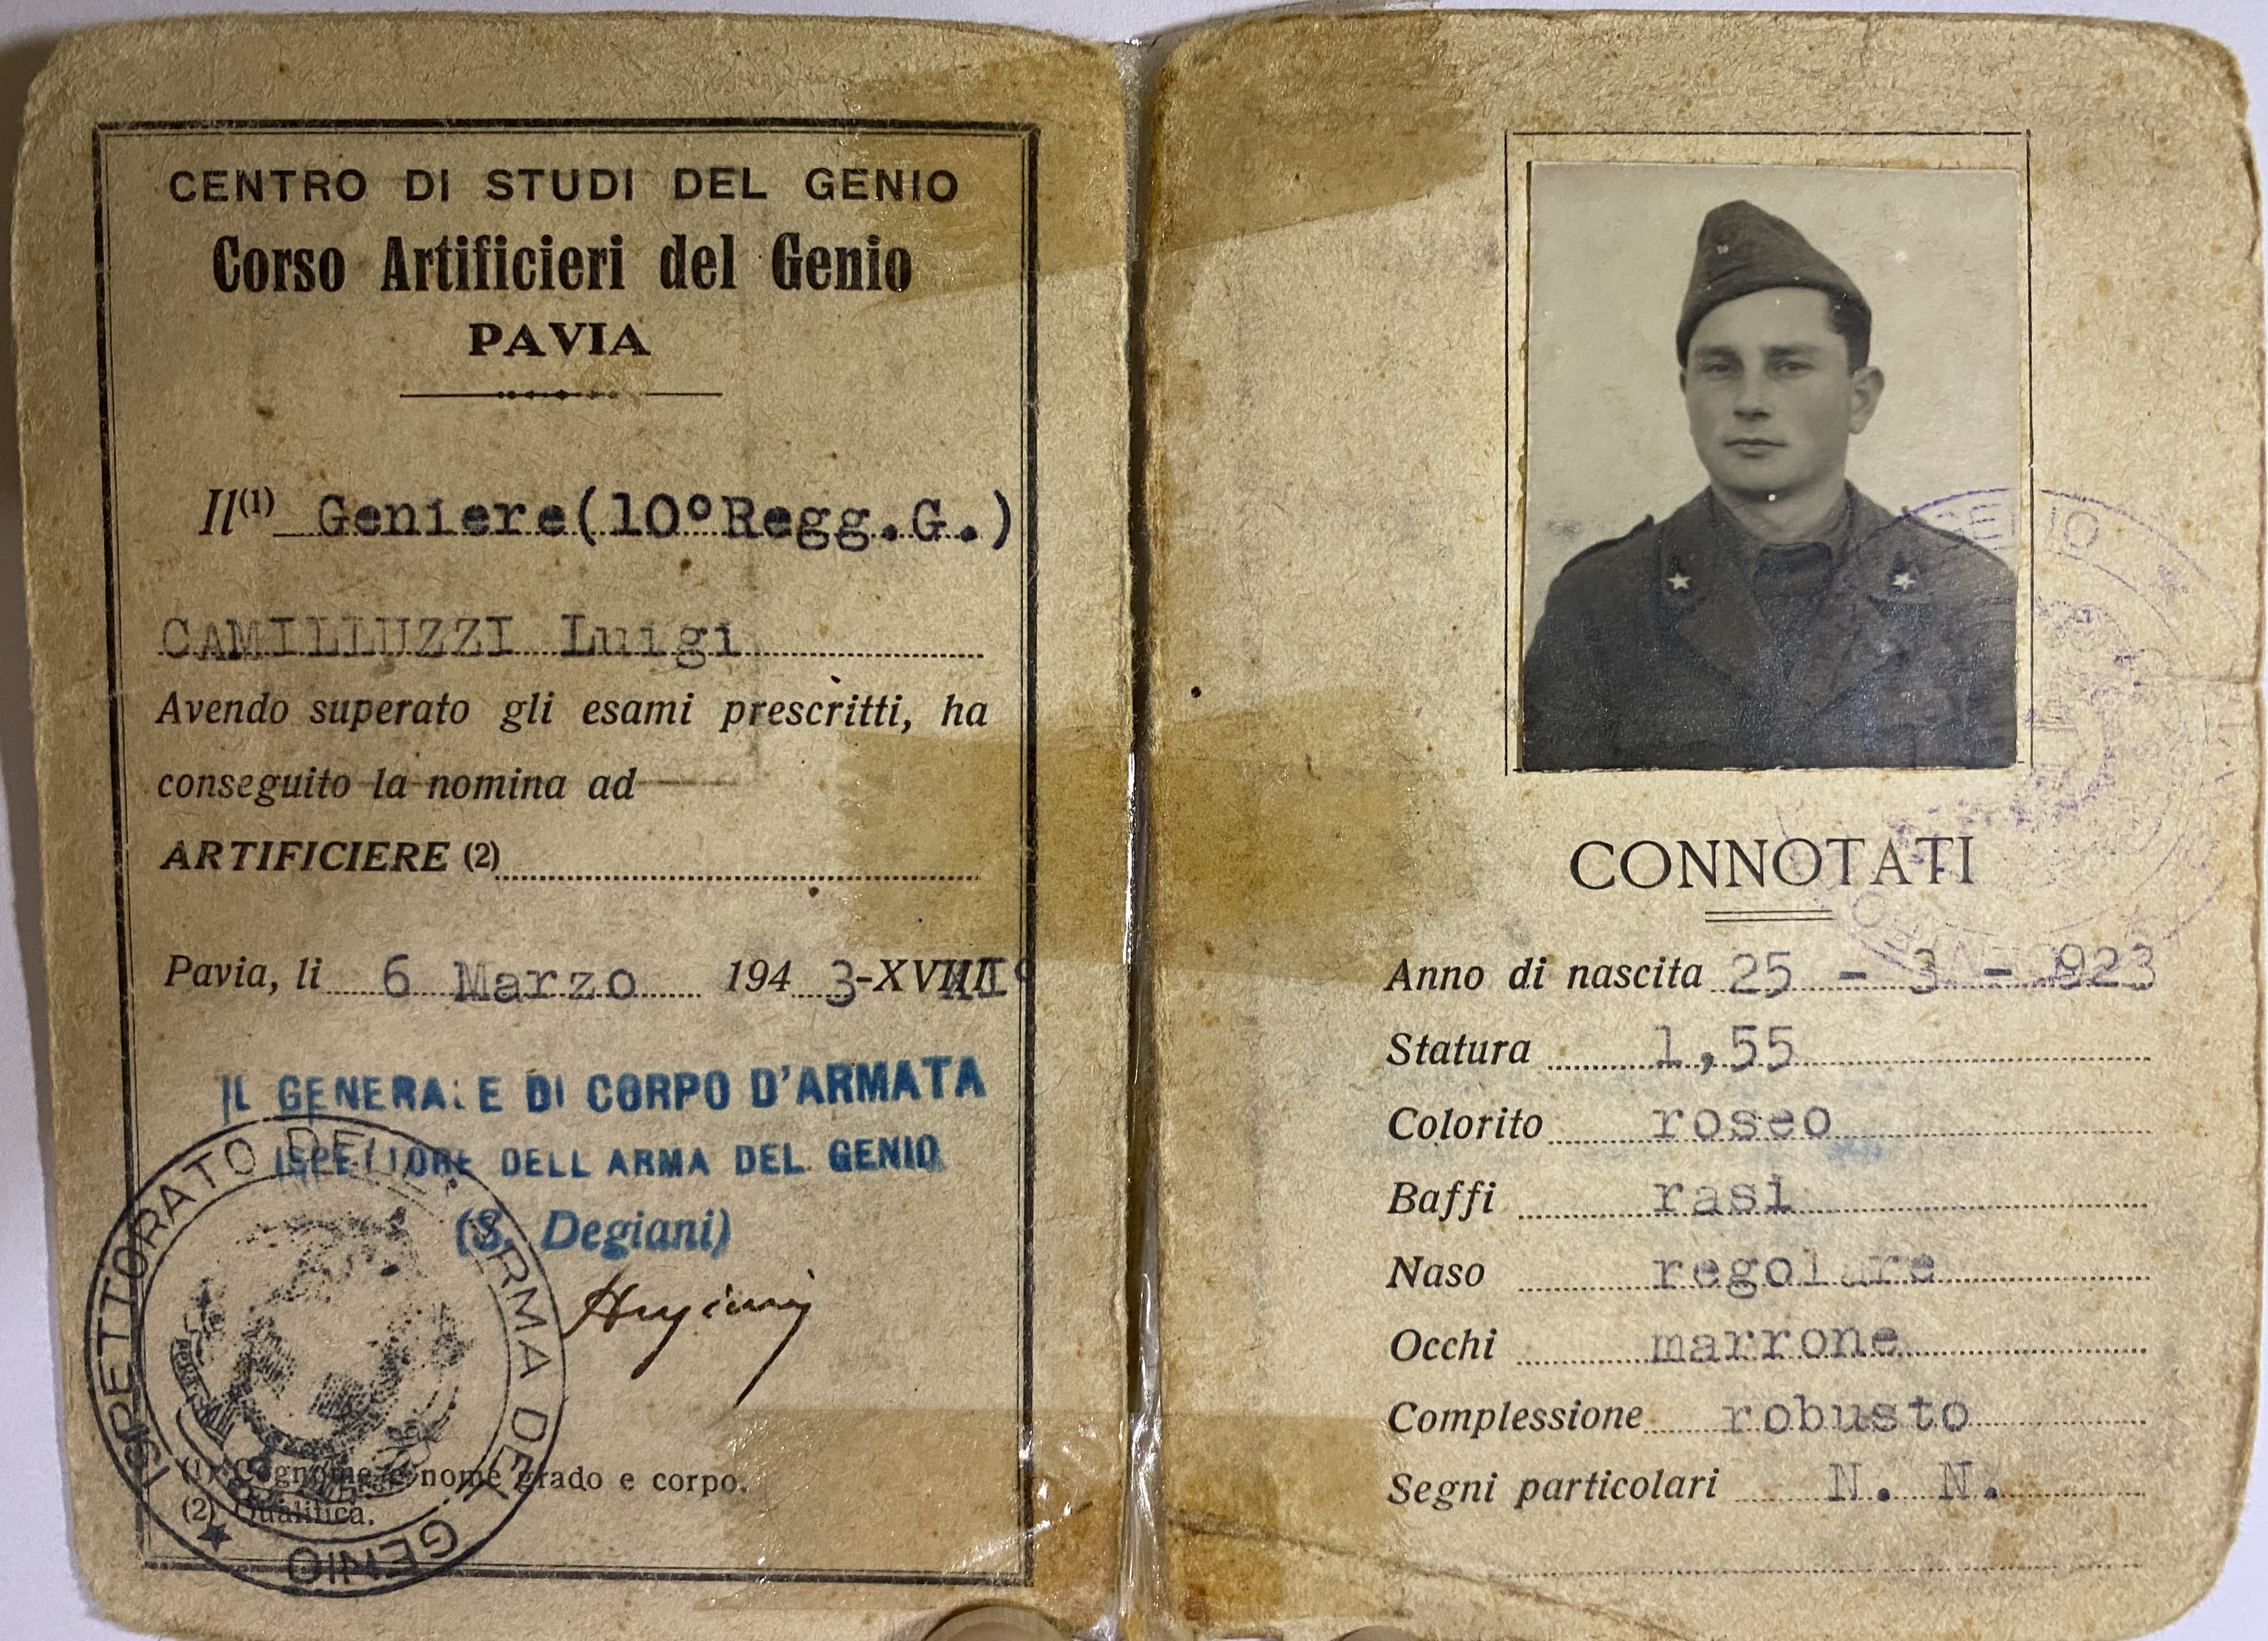 CENTRO DI STUDI DEL GENIO
Corso Artificieri del Genio
PAVIA
Il(1) Geniere(10°Regg.G.)
CAMILLUZZI Luigi
Avendo superato gli esami prescritti, ha
conseguito la nomina ad
ARTIFICIERE (2)
Pavia, li 6 Marzo 194 3-
IL GENERALE DI CORPO D'ARMATA
ISPETTORE DELL ARMA DEL GENIO
(S. Degiani)
ISPETTORATO DELL'ARMA DEL GENIO
(1) Cognome e nome grado e corpo.
(2) Qualifica.
GENIO
CONNOTATI
Anno di nascita 25 - 3 - 1923
Statura 1,55
Colorito roseo
Baffi rasi
Naso regolare
Occhi marrone
Complessione robusto
Segni particolari N. N.